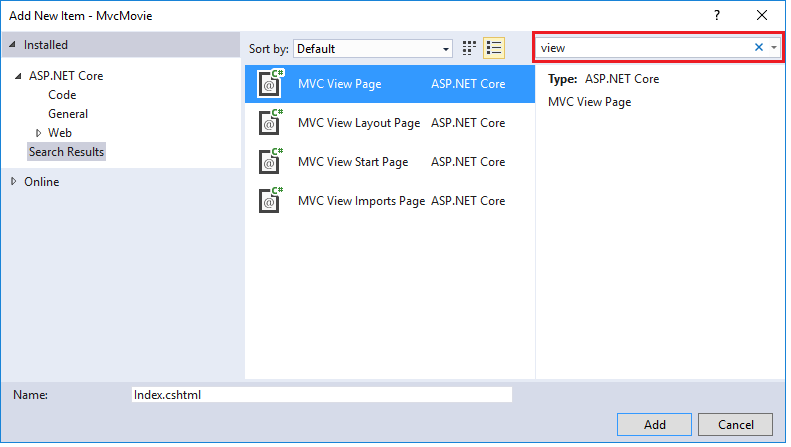 Add New Item - MvcMovie ?
Installed
Sort by: Default
view
ASP.NET Core
Code
General
Web
Search Results
Online
C# @ MVC View Page ASP.NET Core
C# @ MVC View Layout Page ASP.NET Core
C# @ MVC View Start Page ASP.NET Core
C# @ MVC View Imports Page ASP.NET Core
Type: ASP.NET Core
MVC View Page
Name: Index.cshtml
Add Cancel